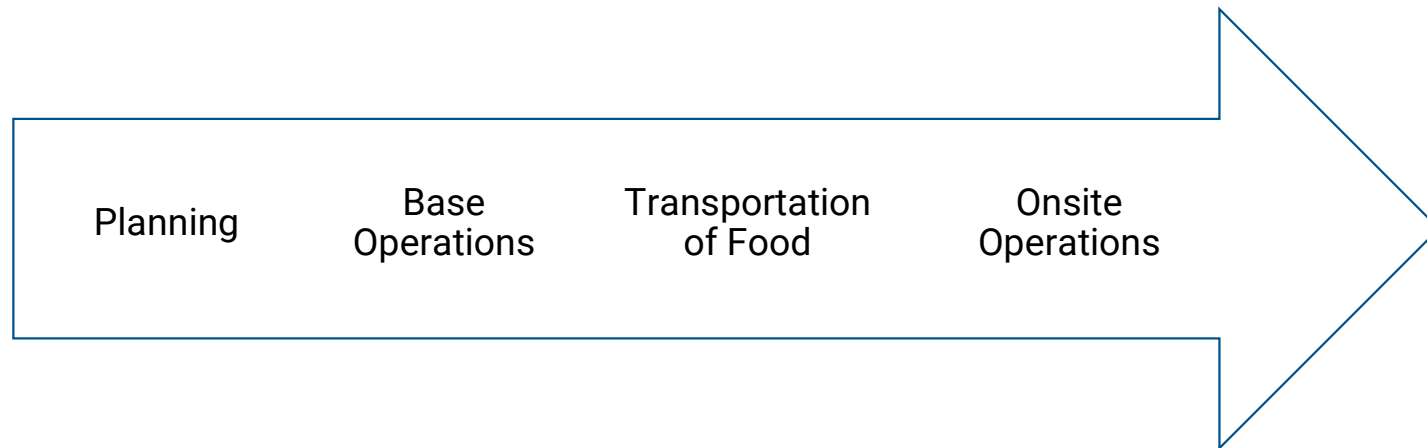 Planning
Base
Operations
Transportation
of Food
Onsite
Operations